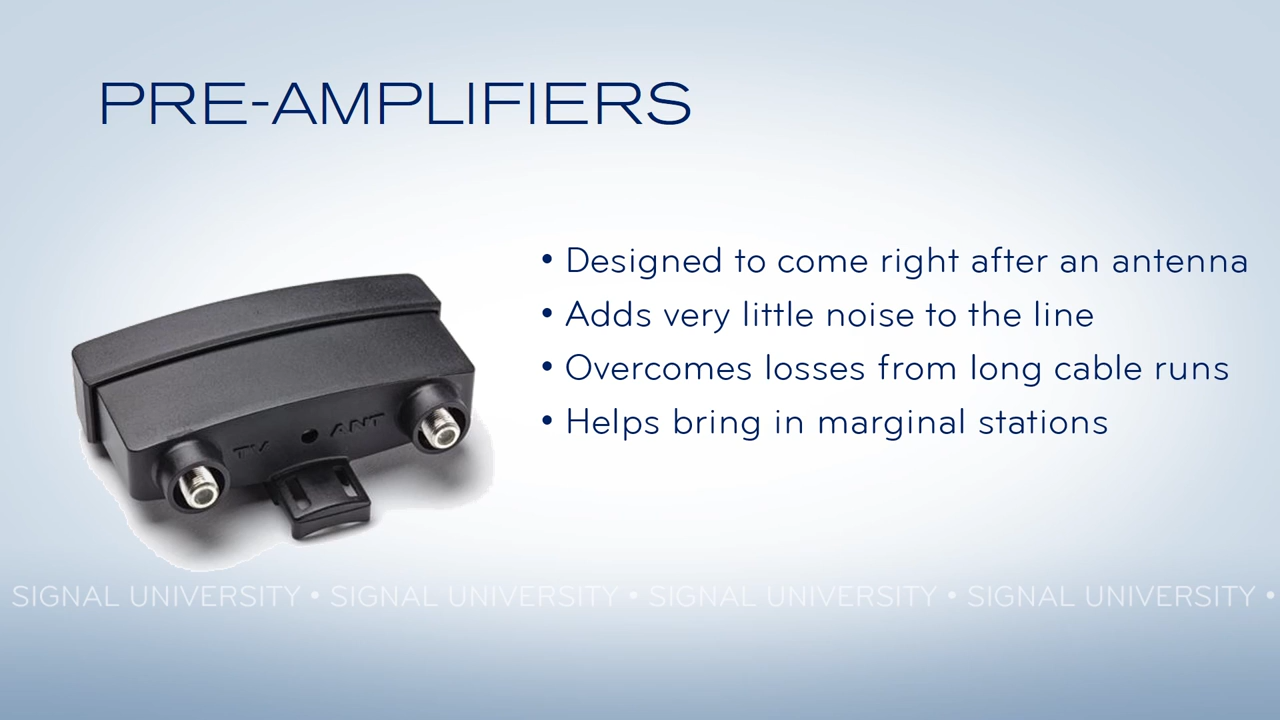 PRE-AMPLIFIERS
• Designed to come right after an antenna
• Adds very little noise to the line
• Overcomes losses from long cable runs
• Helps bring in marginal stations
TV ANT
SIGNAL UNIVERSITY • SIGNAL UNIVERSITY • SIGNAL UNIVERSITY • SIGNAL UNIVERSITY •